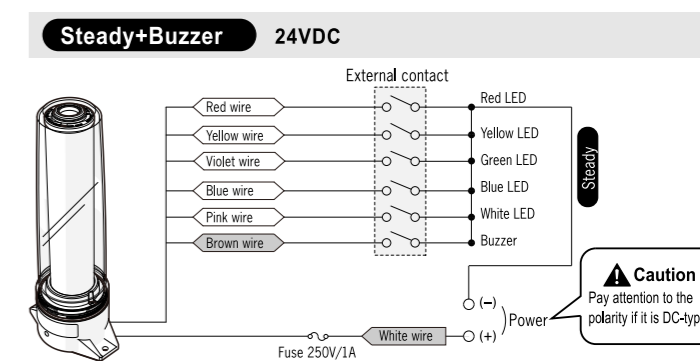 Steady+Buzzer 24VDC
External contact
Red wire Red LED
Yellow wire Yellow LED
Violet wire Green LED
Blue wire Blue LED
Pink wire White LED
Brown wire Buzzer
Steady
Caution
Pay attention to the
polarity if it is DC-typ
(−)
Power
White wire (+)
Fuse 250V/1A